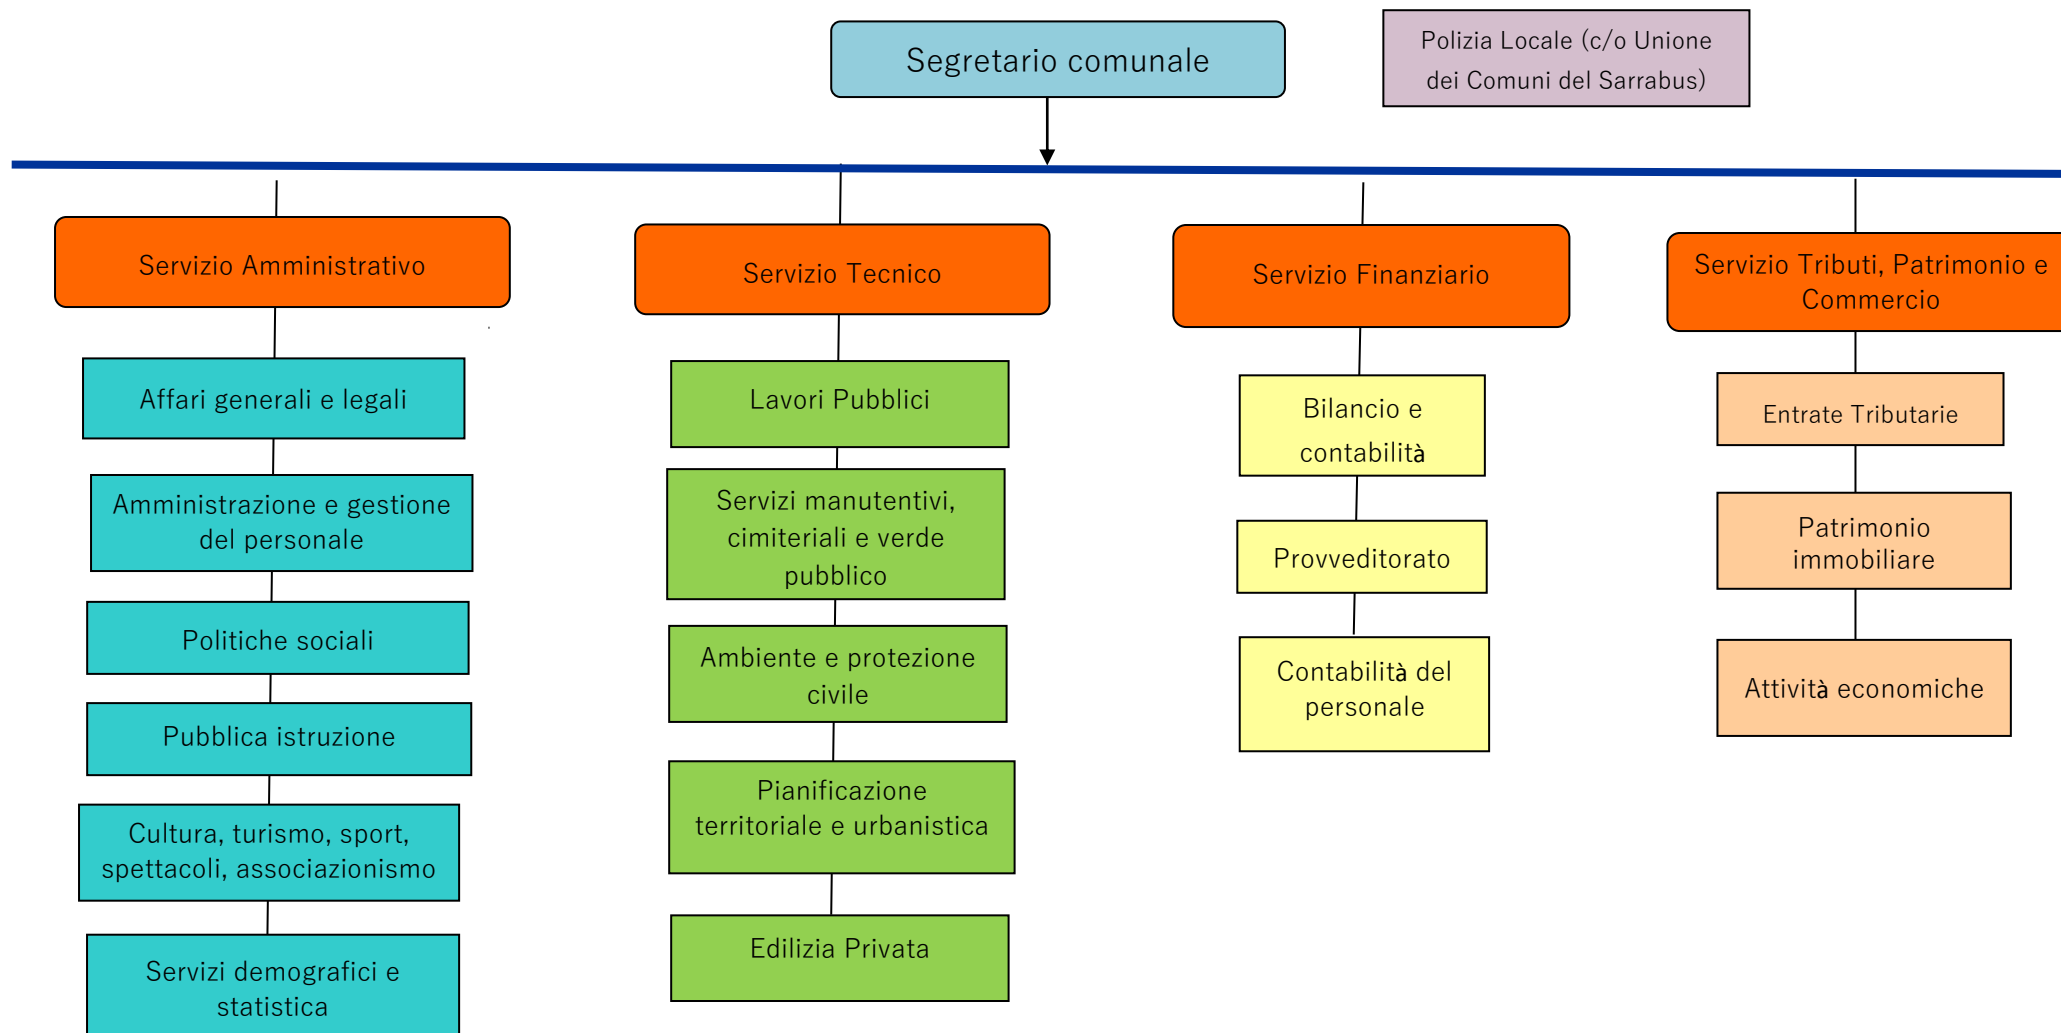 Segretario comunale
Polizia Locale (c/o Unione
dei Comuni del Sarrabus)
Servizio Amministrativo
Affari generali e legali
Amministrazione e gestione
del personale
Politiche sociali
Pubblica istruzione
Cultura, turismo, sport,
spettacoli, associazionismo
Servizi demografici e
statistica
Servizio Tecnico
Lavori Pubblici
Servizi manutentivi,
cimiteriali e verde
pubblico
Ambiente e protezione
civile
Pianificazione
territoriale e urbanistica
Edilizia Privata
Servizio Finanziario
Bilancio e
contabilità
Provveditorato
Contabilità del
personale
Servizio Tributi, Patrimonio e
Commercio
Entrate Tributarie
Patrimonio
immobiliare
Attività economiche